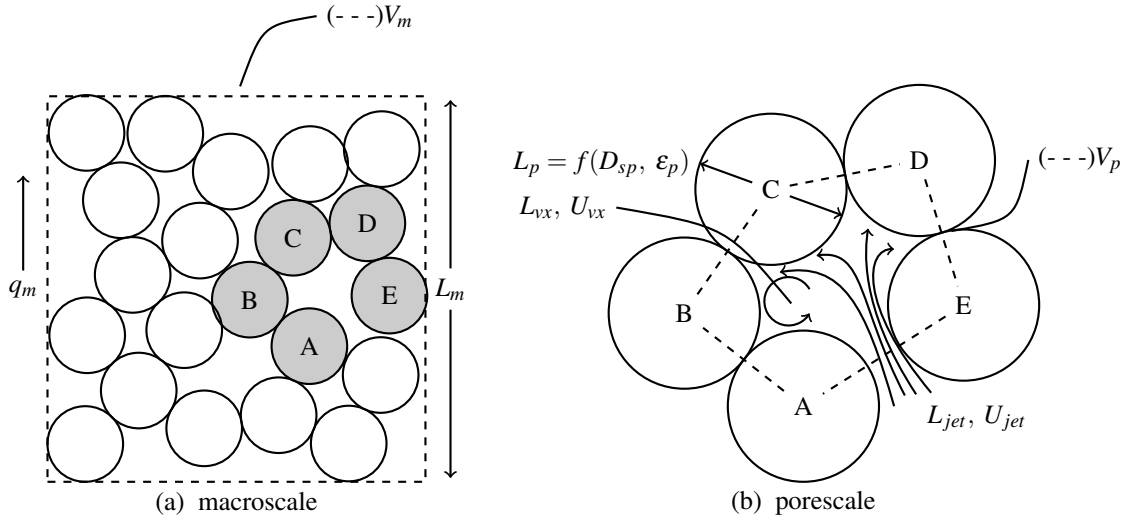 (- - -)V_m
C
D
B
E
A
q_m
L_m
(a) macroscale
L_p = f(D_sp, ε_p)
L_vx, U_vx
(- - -)V_p
C
D
B
E
A
L_jet, U_jet
(b) porescale